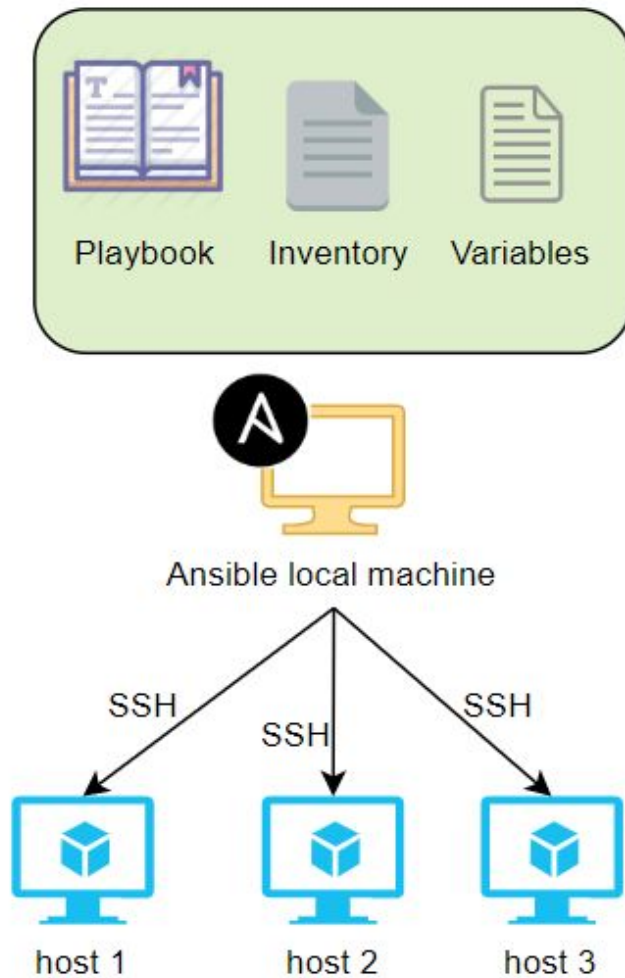 Playbook
Inventory
Variables
Ansible local machine
SSH
SSH
SSH
host 1
host 2
host 3